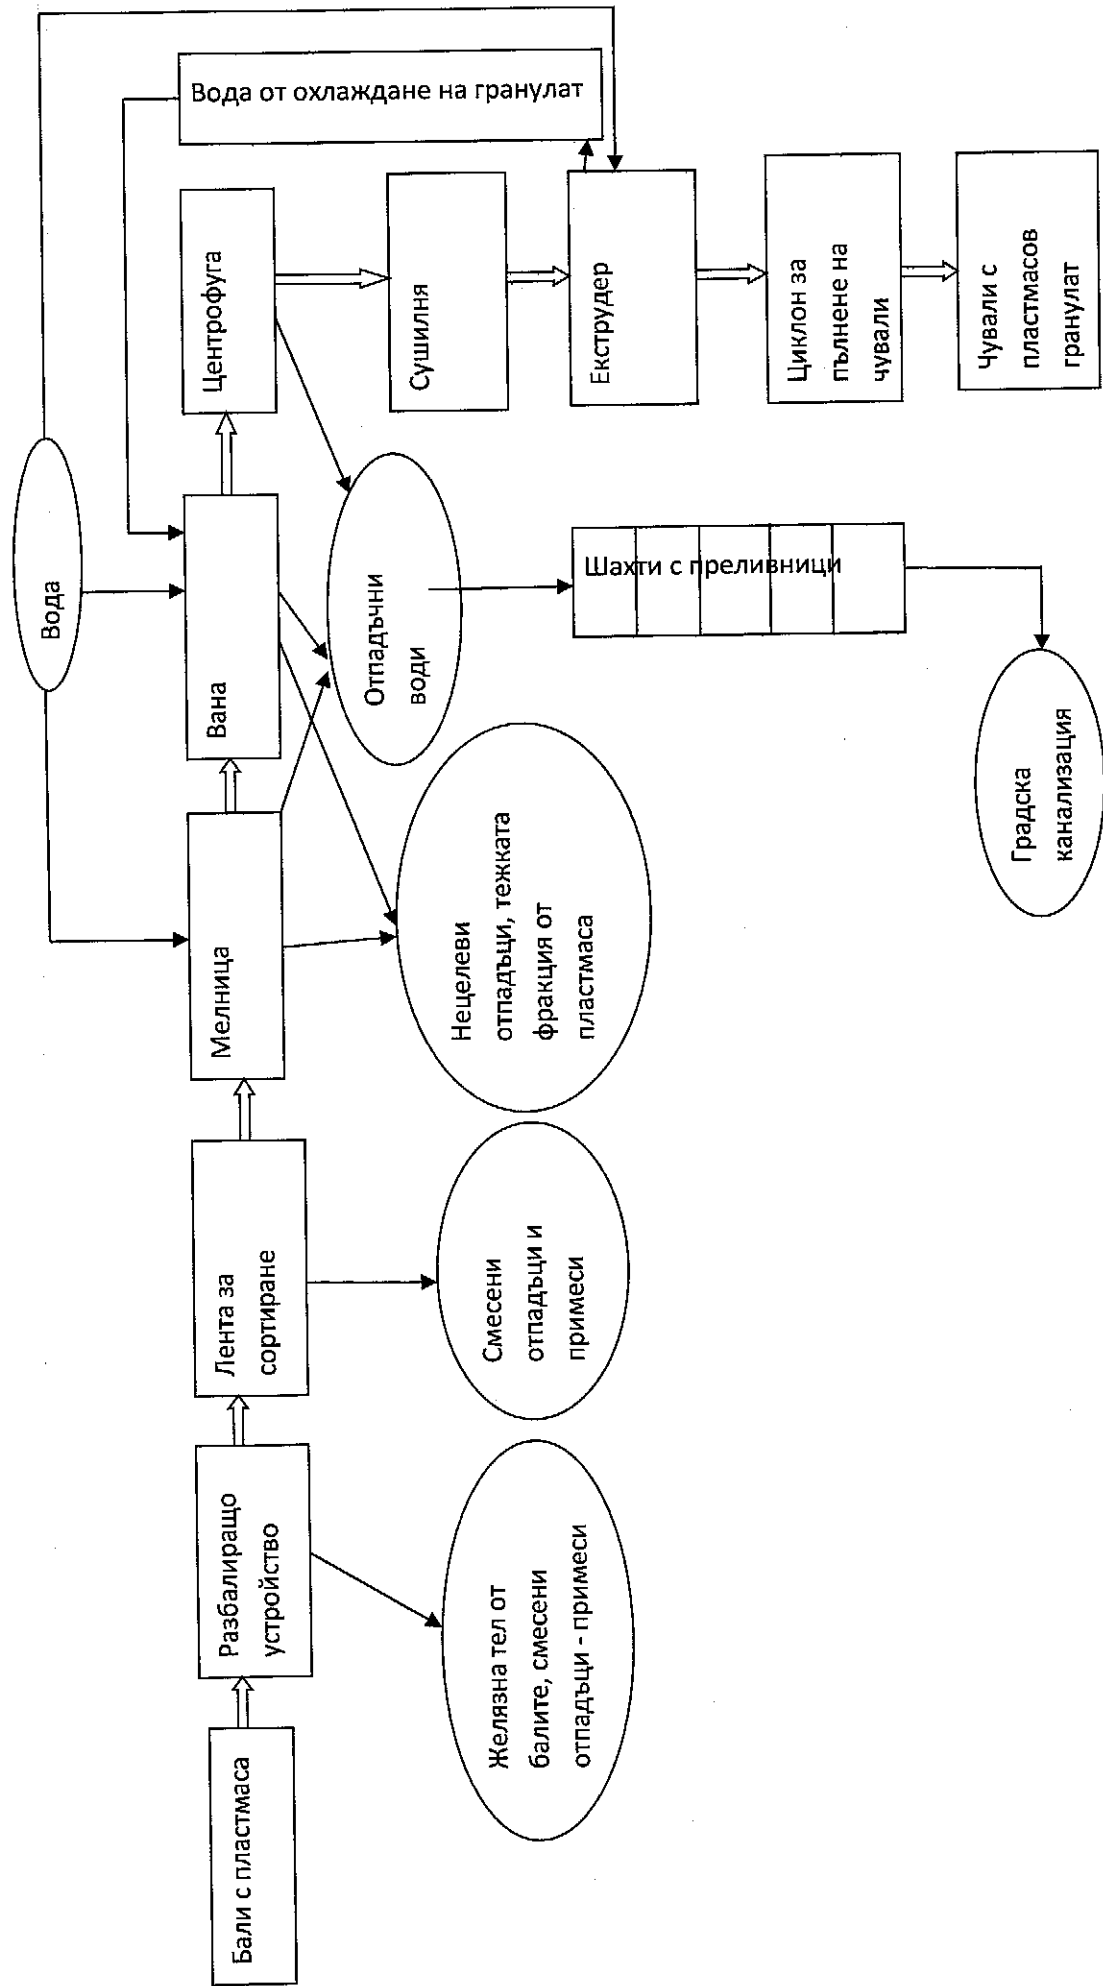 Вода
Вода от охлаждане на гранулат
Бали с пластмаса
Разбалиращо
устройство
Лента за
сортиране
Мелница
Вана
Центрофуга
Сушилня
Екструдер
Циклон за
пълнене на
чували
Чували с
пластмасов
гранулат
Желязна тел от
балите, смесени
отпадъци - примеси
Смесени
отпадъци и
примеси
Нецелеви
отпадъци, тежката
фракция от
пластмаса
Отпадъчни
води
Шахти с преливници
Градска
канализация